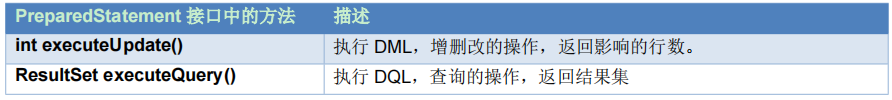 PreparedStatement 接口中的方法 描述
int executeUpdate() 执行 DML，增删改的操作，返回影响的行数。
ResultSet executeQuery() 执行 DQL，查询的操作，返回结果集